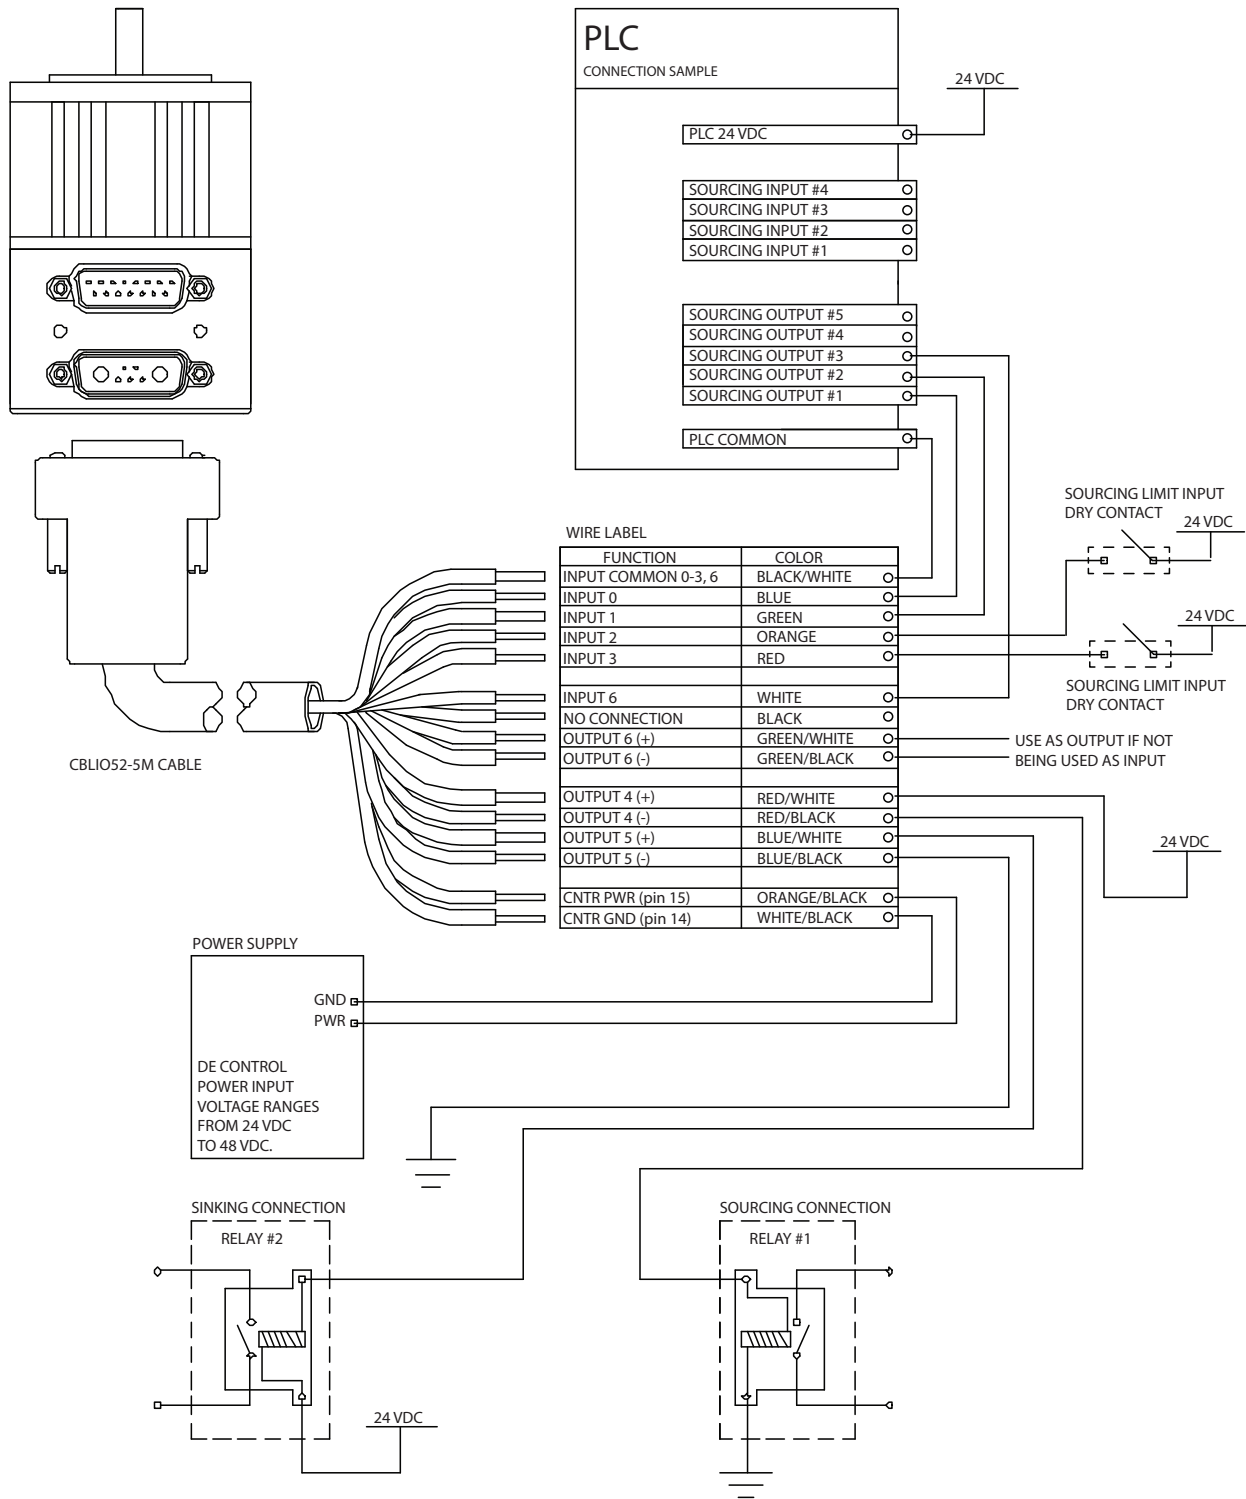 PLC
CONNECTION SAMPLE
24 VDC
PLC 24 VDC
SOURCING INPUT #4
SOURCING INPUT #3
SOURCING INPUT #2
SOURCING INPUT #1
SOURCING OUTPUT #5
SOURCING OUTPUT #4
SOURCING OUTPUT #3
SOURCING OUTPUT #2
SOURCING OUTPUT #1
PLC COMMON
SOURCING LIMIT INPUT
DRY CONTACT
24 VDC
24 VDC
SOURCING LIMIT INPUT
DRY CONTACT
WIRE LABEL
FUNCTION COLOR
INPUT COMMON 0-3, 6 BLACK/WHITE
INPUT 0 BLUE
INPUT 1 GREEN
INPUT 2 ORANGE
INPUT 3 RED
INPUT 6 WHITE
NO CONNECTION BLACK
OUTPUT 6 (+) GREEN/WHITE
OUTPUT 6 (-) GREEN/BLACK
OUTPUT 4 (+) RED/WHITE
OUTPUT 4 (-) RED/BLACK
OUTPUT 5 (+) BLUE/WHITE
OUTPUT 5 (-) BLUE/BLACK
CNTR PWR (pin 15) ORANGE/BLACK
CNTR GND (pin 14) WHITE/BLACK
USE AS OUTPUT IF NOT
BEING USED AS INPUT
24 VDC
CBLIO52-5M CABLE
POWER SUPPLY
GND
PWR
DE CONTROL
POWER INPUT
VOLTAGE RANGES
FROM 24 VDC
TO 48 VDC.
SINKING CONNECTION
RELAY #2
24 VDC
SOURCING CONNECTION
RELAY #1